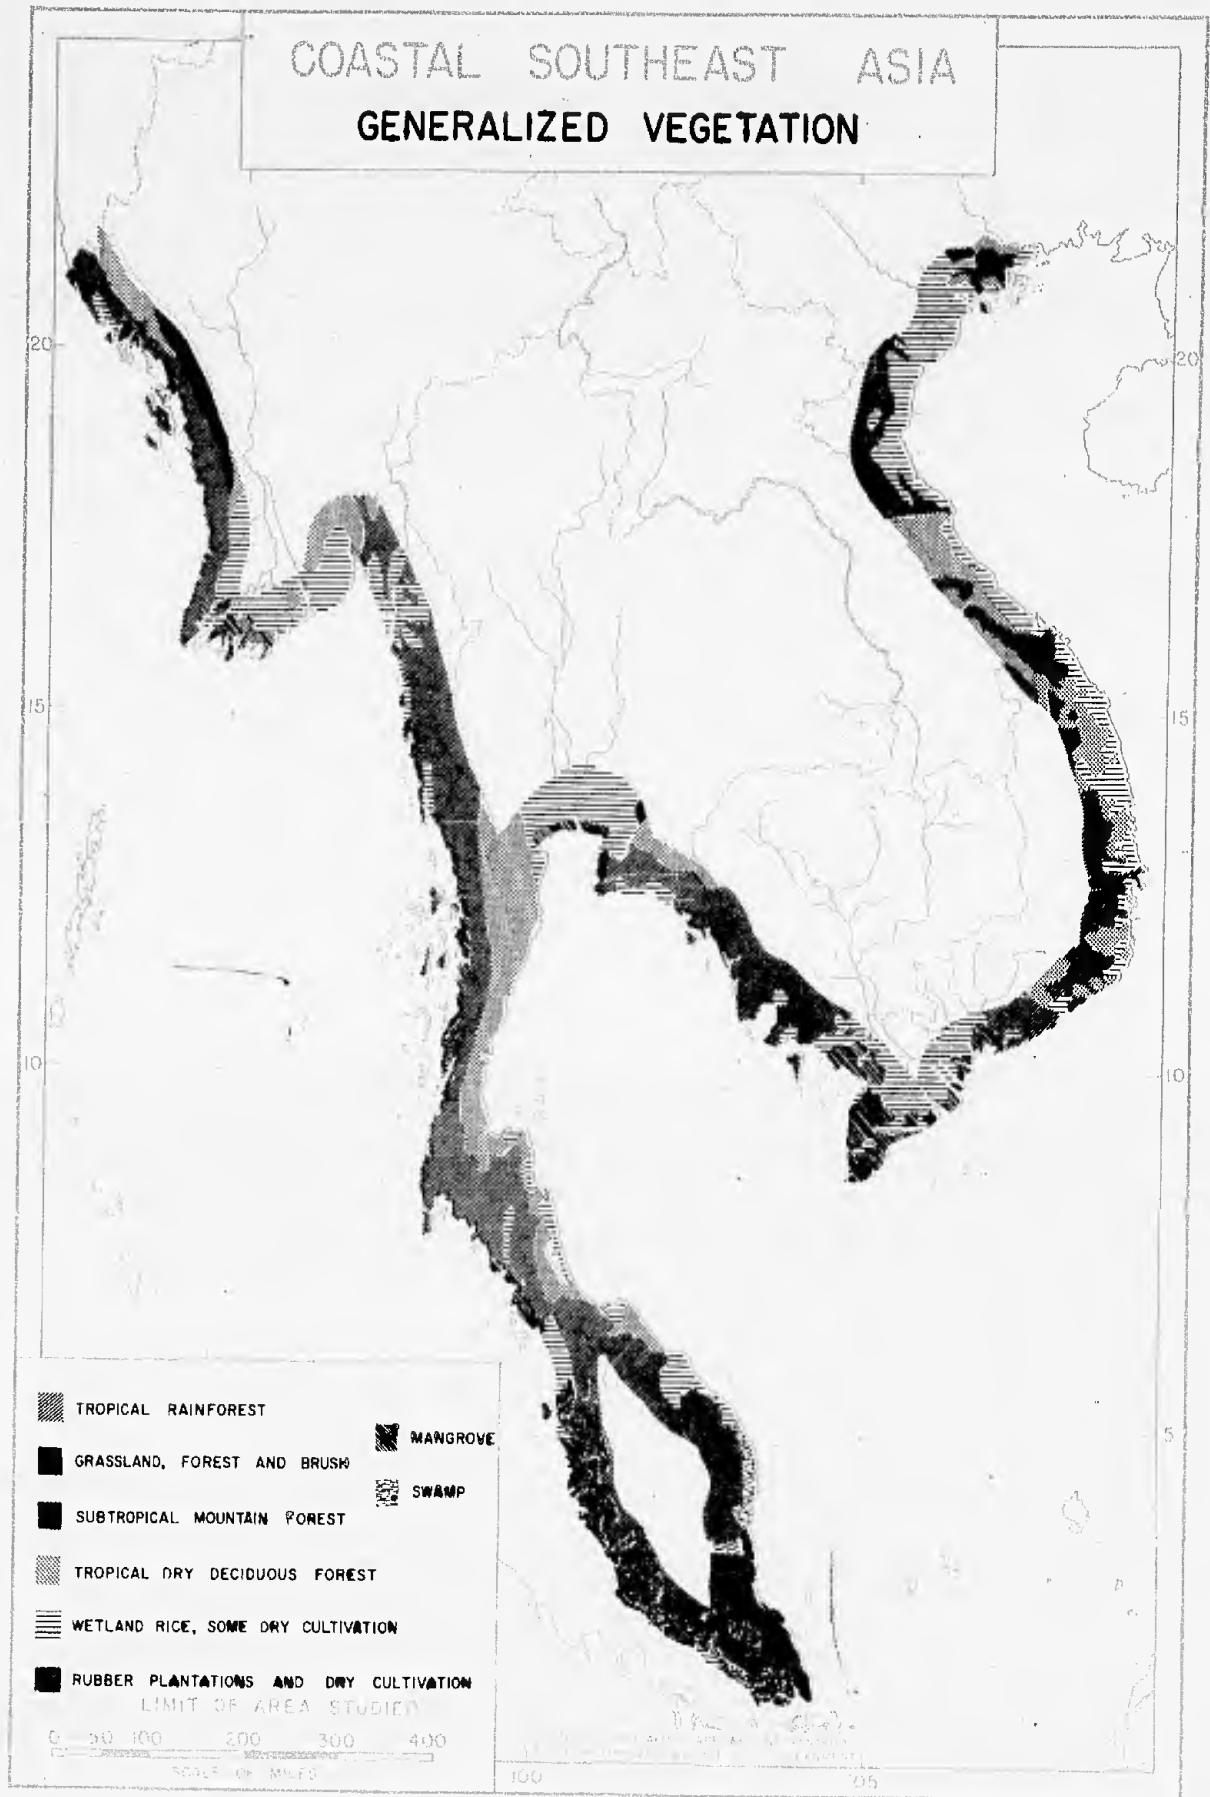 COASTAL SOUTHEAST ASIA
GENERALIZED VEGETATION
20
20
15
15
10
10
5
TROPICAL RAINFOREST
MANGROVE
GRASSLAND, FOREST AND BRUSH
SWAMP
SUBTROPICAL MOUNTAIN FOREST
TROPICAL DRY DECIDUOUS FOREST
WETLAND RICE, SOME DRY CULTIVATION
RUBBER PLANTATIONS AND DRY CULTIVATION
LIMIT OF AREA STUDIED
0 50 100 200 300 400
SCALE OF MILES
100
105